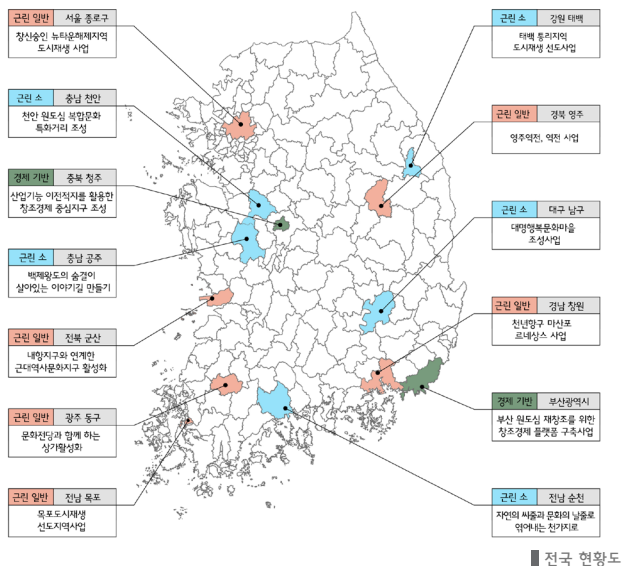 근린 일반 서울 종로구
창신숭인 뉴타운해제지역
도시재생 사업
근린 소 충남 천안
천안 원도심 복합문화
특화거리 조성
경제 기반 충북 청주
산업기능 이전적지를 활용한
창조경제 중심지구 조성
근린 소 충남 공주
백제왕도의 숨결이
살아있는 이야기길 만들기
근린 일반 전북 군산
내항지구와 연계한
근대역사문화지구 활성화
근린 일반 광주 동구
문화전당과 함께 하는
상가활성화
근린 일반 전남 목포
목포도시재생
선도지역사업
근린 소 강원 태백
태백 통리지역
도시재생 선도사업
근린 일반 경북 영주
영주역전, 역전 사업
근린 소 대구 남구
대명행복문화마을
조성사업
근린 일반 경남 창원
천년항구 마산포
르네상스 사업
경제 기반 부산광역시
부산 원도심 재창조를 위한
창조경제 플랫폼 구축사업
근린 소 전남 순천
자연의 씨줄과 문화의 날줄로
엮어내는 천가지로
전국 현황도